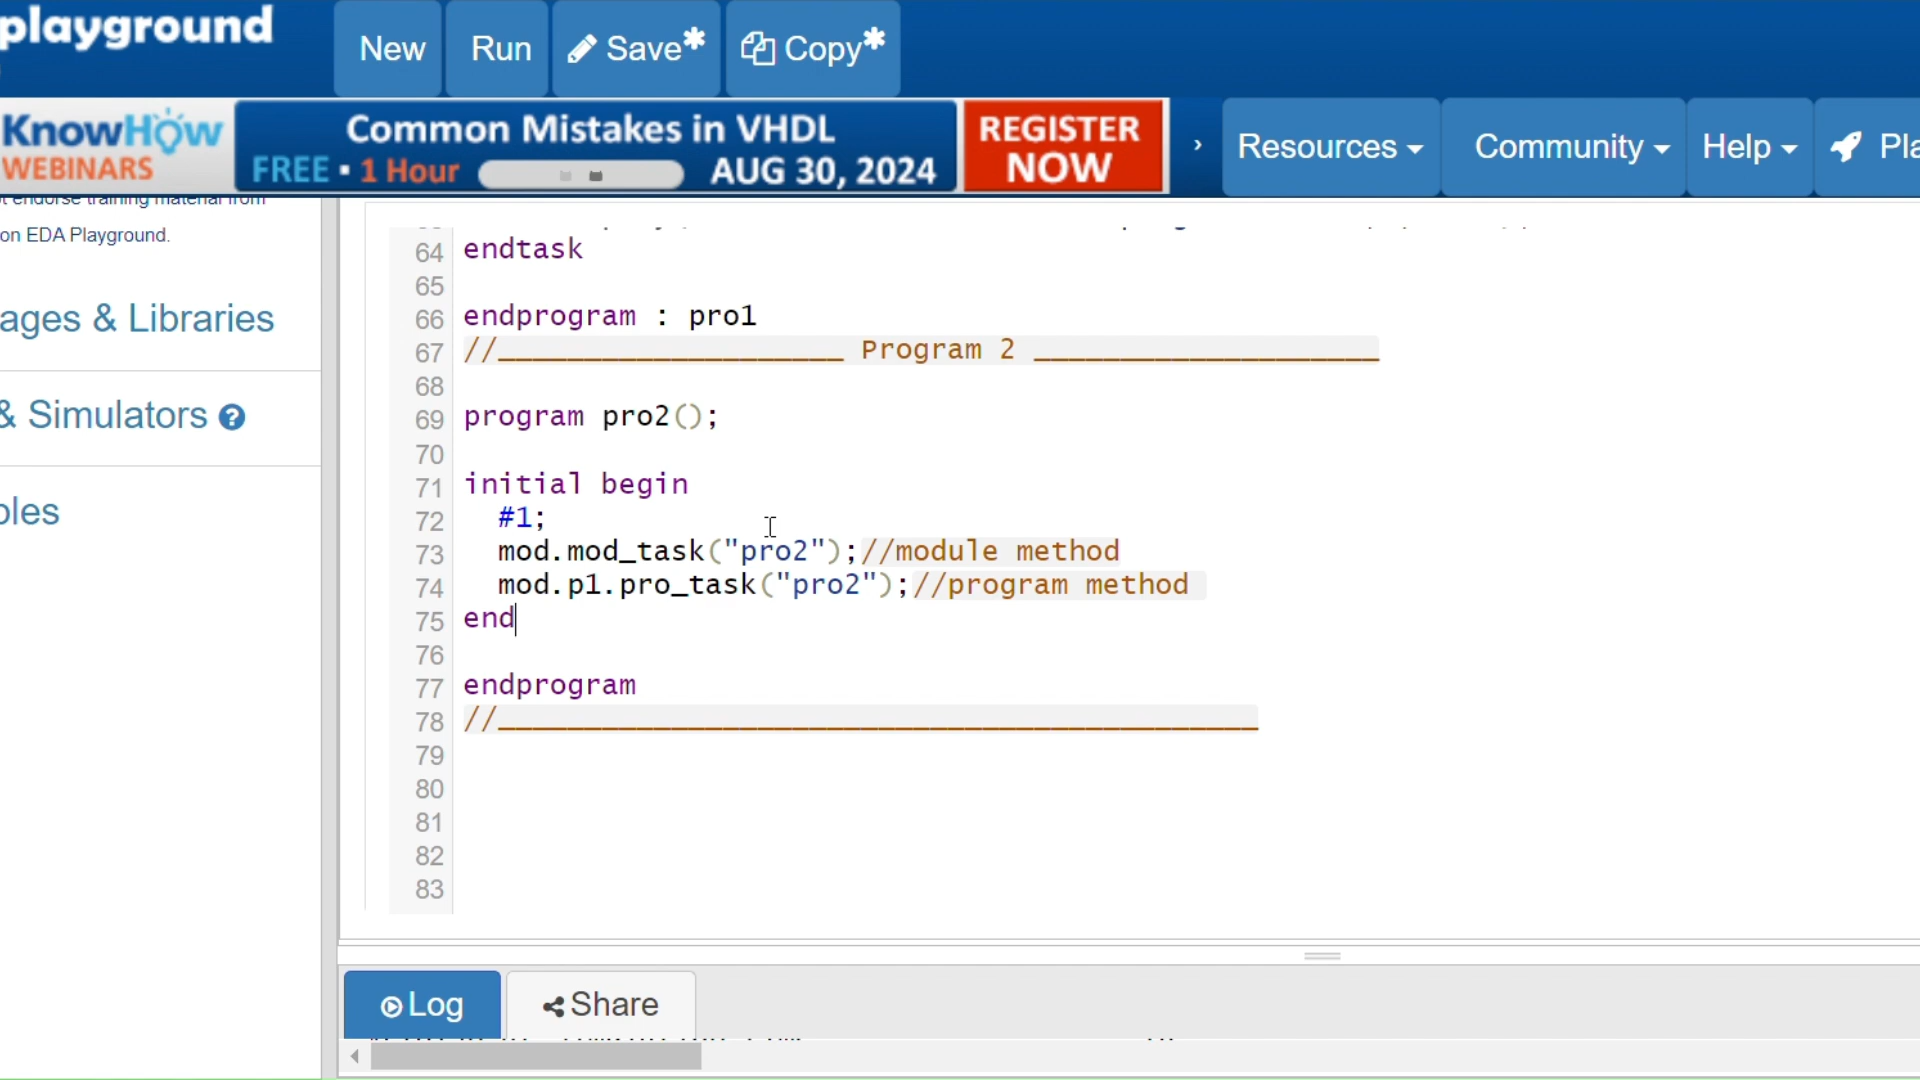 playground
New Run Save* Copy*
KnowHow
WEBINARS
Common Mistakes in VHDL
FREE ▪ 1 Hour AUG 30, 2024
REGISTER
NOW
› Resources Community Help
on EDA Playground.
ages & Libraries
& Simulators ?
64 endtask
65
66 endprogram : pro1
67 //____________________ Program 2 ____________________
68
69 program pro2();
70
71 initial begin
72 #1;
73 mod.mod_task("pro2");//module method
74 mod.p1.pro_task("pro2");//program method
75 end
76
77 endprogram
78 //____________________________________________
79
80
81
82
83
Log Share